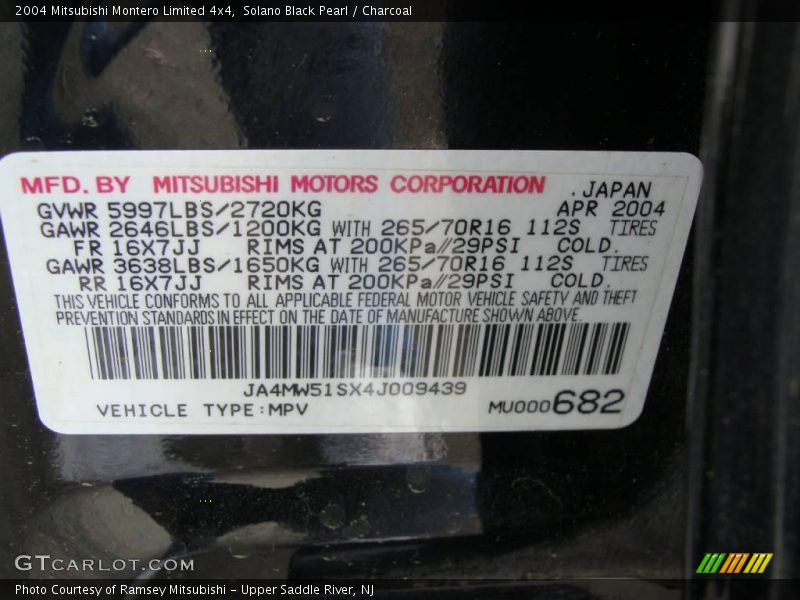 2004 Mitsubishi Montero Limited 4x4,  Solano Black Pearl / Charcoal
MFD. BY MITSUBISHI MOTORS CORPORATION .JAPAN
GVWR 5997LBS/2720KG APR 2004
GAWR 2646LBS/1200KG WITH 265/70R16 112S TIRES
FR 16X7JJ RIMS AT 200KPa//29PSI COLD.
GAWR 3638LBS/1650KG WITH 265/70R16 112S TIRES
RR 16X7JJ RIMS AT 200KPa//29PSI COLD.
THIS VEHICLE CONFORMS TO ALL APPLICABLE FEDERAL MOTOR VEHICLE SAFETY AND THEFT
PREVENTION STANDARDS IN EFFECT ON THE DATE OF MANUFACTURE SHOWN ABOVE.
JA4MW51SX4J009439
VEHICLE TYPE:MPV MU000682
GTCARLOT.COM
Photo Courtesy of Ramsey Mitsubishi - Upper Saddle River, NJ